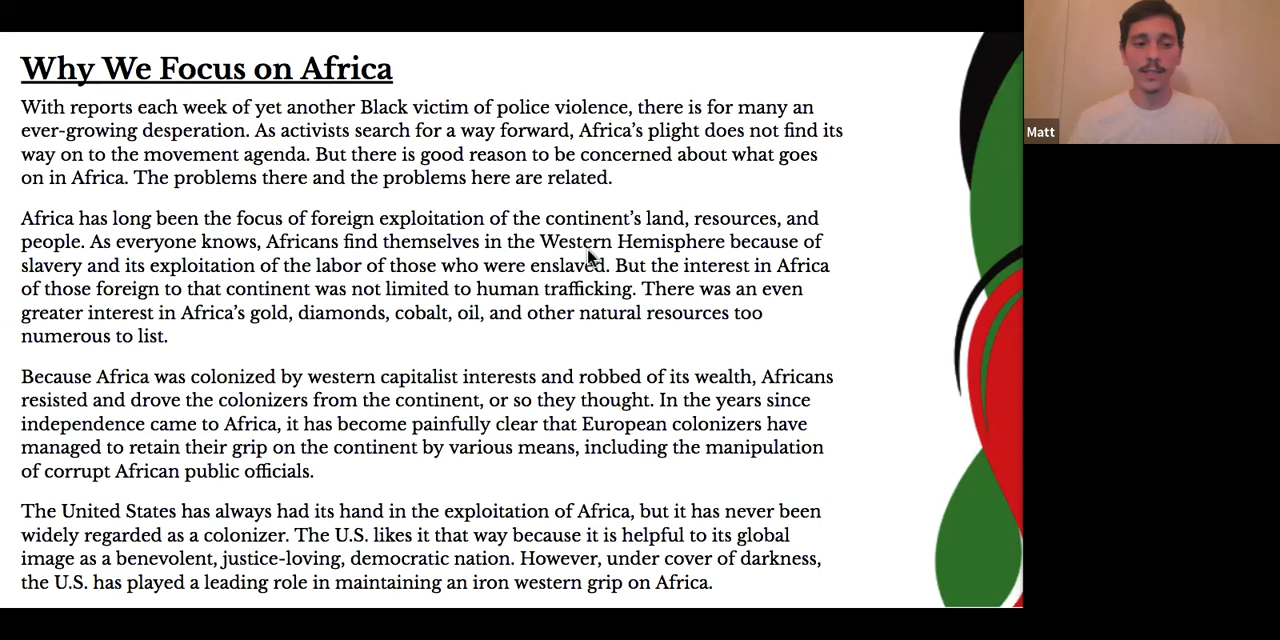 Why We Focus on Africa
With reports each week of yet another Black victim of police violence, there is for many an
ever-growing desperation. As activists search for a way forward, Africa's plight does not find its
way on to the movement agenda. But there is good reason to be concerned about what goes
on in Africa. The problems there and the problems here are related.
Africa has long been the focus of foreign exploitation of the continent's land, resources, and
people. As everyone knows, Africans find themselves in the Western Hemisphere because of
slavery and its exploitation of the labor of those who were enslaved. But the interest in Africa
of those foreign to that continent was not limited to human trafficking. There was an even
greater interest in Africa's gold, diamonds, cobalt, oil, and other natural resources too
numerous to list.
Because Africa was colonized by western capitalist interests and robbed of its wealth, Africans
resisted and drove the colonizers from the continent, or so they thought. In the years since
independence came to Africa, it has become painfully clear that European colonizers have
managed to retain their grip on the continent by various means, including the manipulation
of corrupt African public officials.
The United States has always had its hand in the exploitation of Africa, but it has never been
widely regarded as a colonizer. The U.S. likes it that way because it is helpful to its global
image as a benevolent, justice-loving, democratic nation. However, under cover of darkness,
the U.S. has played a leading role in maintaining an iron western grip on Africa.
Matt